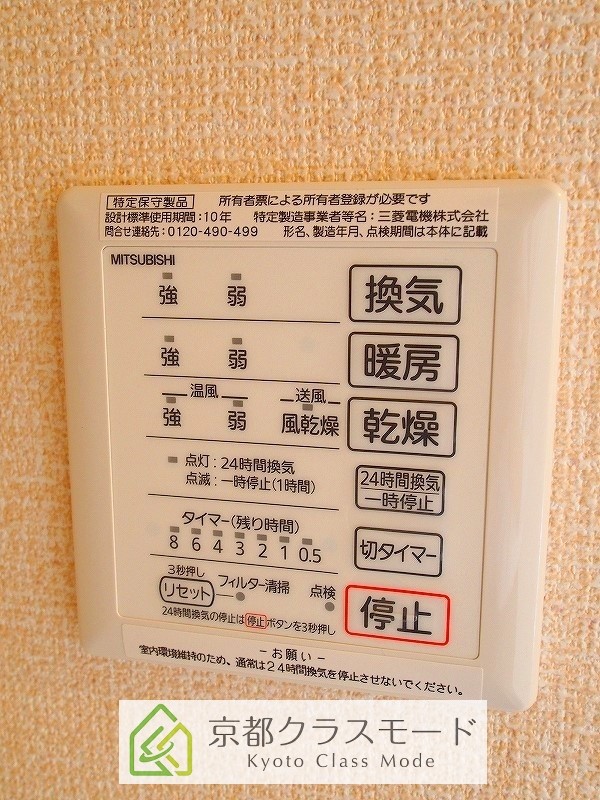 特定保守製品 所有者票による所有者登録が必要です
設計標準使用期間:10年 特定製造事業者等名:三菱電機株式会社
問合せ連絡先:0120-490-499 形名、製造年月、点検期間は本体に記載
MITSUBISHI
強 弱 換気
強 弱 暖房
温風 送風
強 弱 風乾燥 乾燥
点灯:24時間換気
点滅:一時停止(1時間)
24時間換気
一時停止
タイマー(残り時間)
8 6 4 3 2 1 0.5
切タイマー
3秒押し
リセット フィルター清掃 点検
停止
24時間換気の停止は停止ボタンを3秒押し
-お願い-
室内環境維持のため、通常は24時間換気を停止させないでください。
京都クラスモード
Kyoto Class Mode